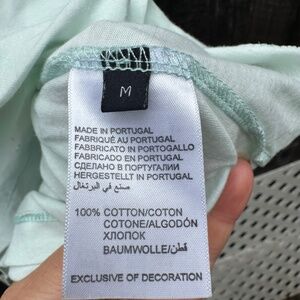 M
MADE IN PORTUGAL
FABRIQUÉ AU PORTUGAL
FABBRICATO IN PORTOGALLO
FABRICADO EN PORTUGAL
СДЕЛАНО В ПОРТУГАЛИИ
HERGESTELLT IN PORTUGAL
صنع في البرتغال
100% COTTON/COTON
COTONE/ALGODÓN
ХЛОПОК
BAUMWOLLE/قطن
EXCLUSIVE OF DECORATION